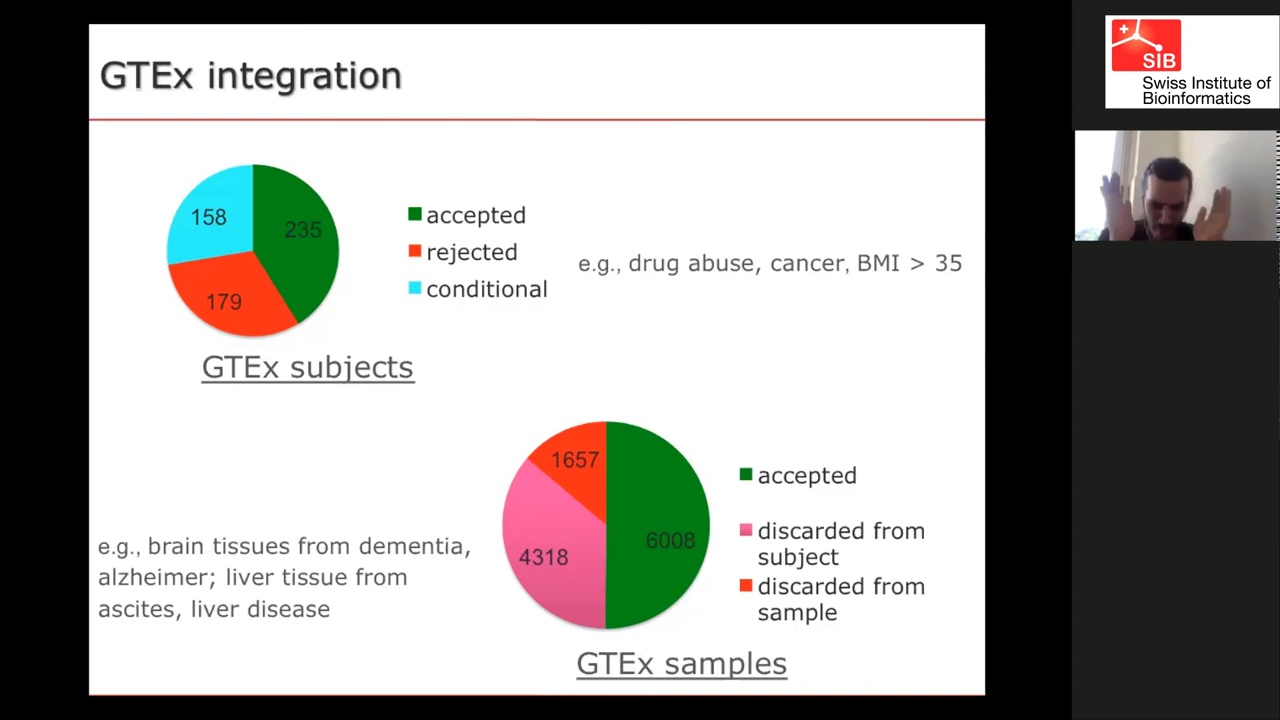 GTEx integration
158
235
179
accepted
rejected
conditional
e.g., drug abuse, cancer, BMI > 35
GTEx subjects
1657
6008
4318
accepted
discarded from
subject
discarded from
sample
e.g., brain tissues from dementia,
alzheimer; liver tissue from
ascites, liver disease
GTEx samples
SIB
Swiss Institute of
Bioinformatics